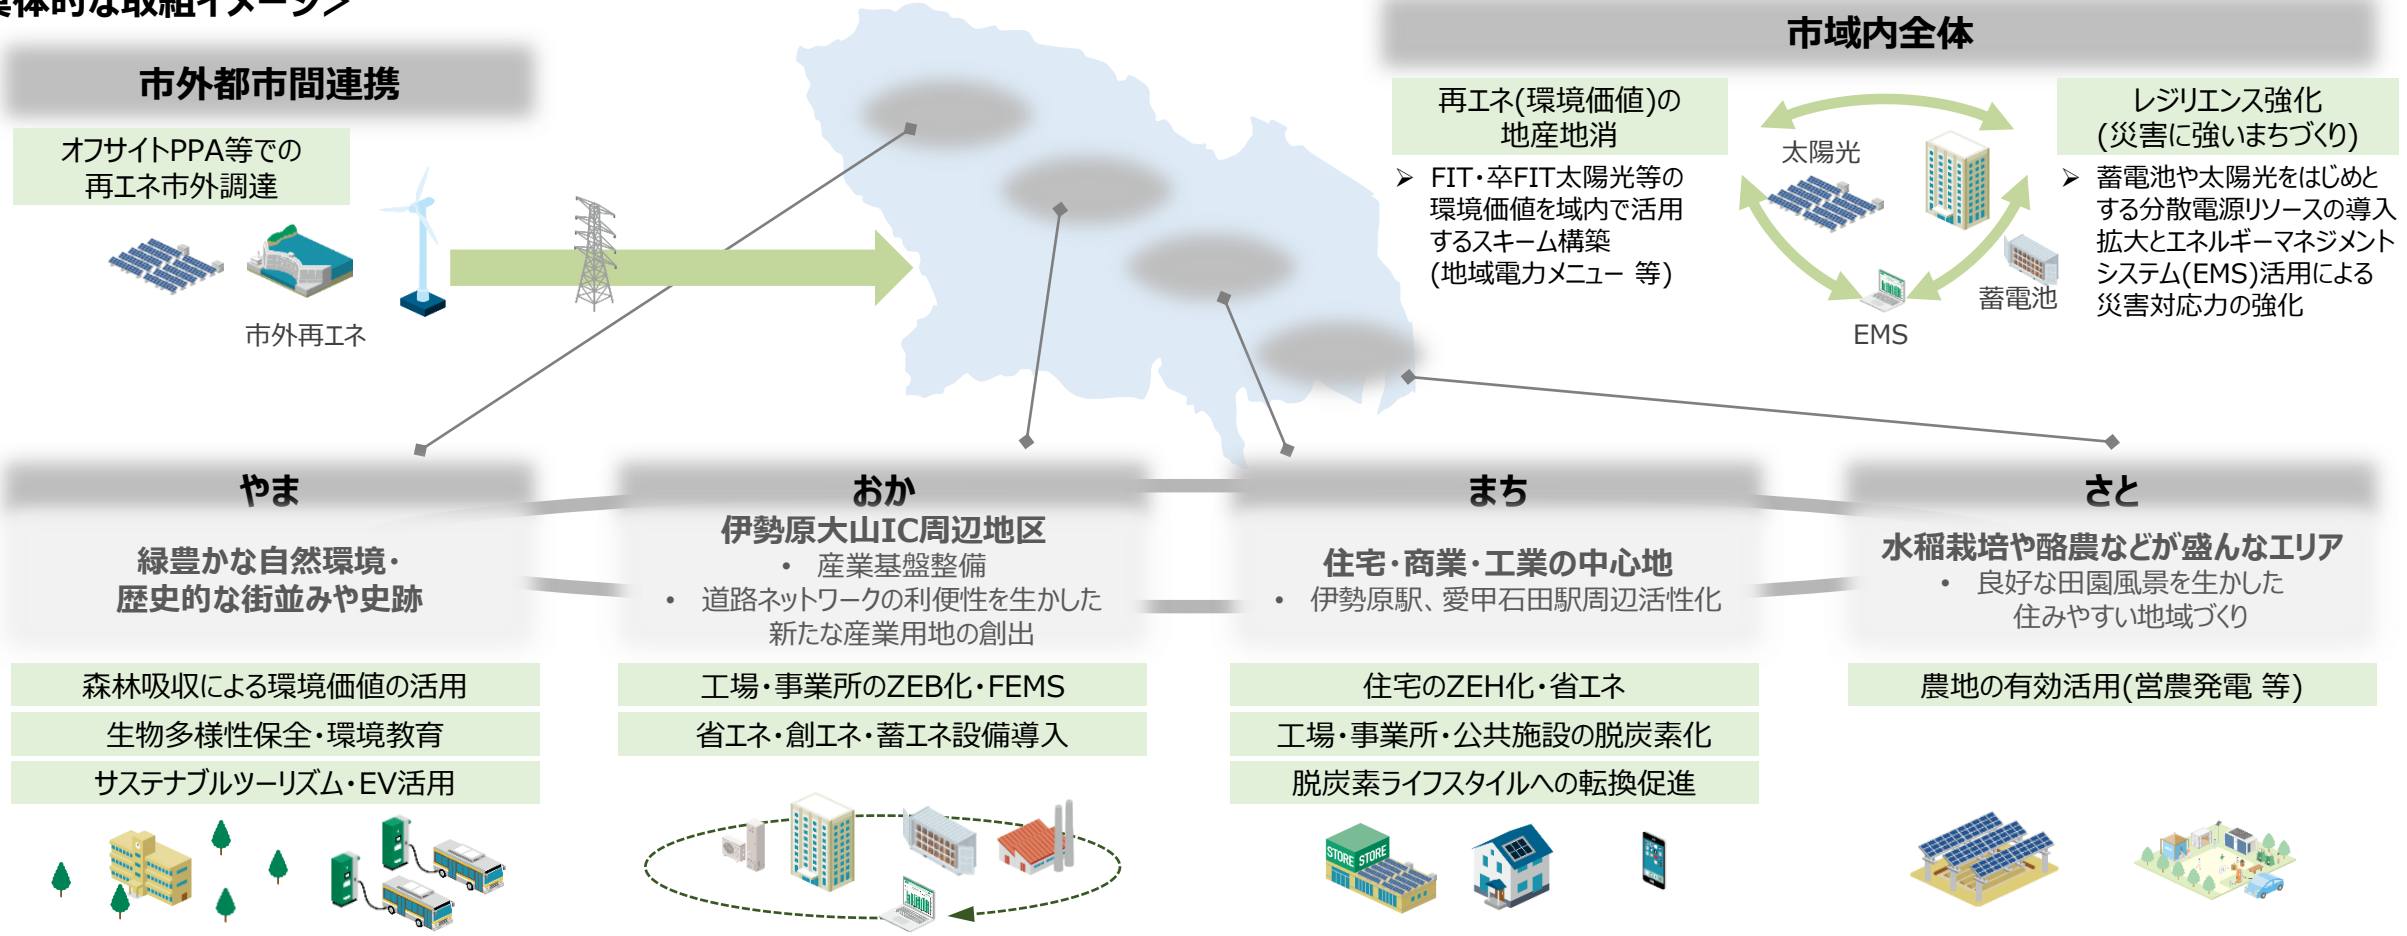 具体的な取組イメージ＞
市外都市間連携
オフサイトPPA等での
再エネ市外調達
市外再エネ
市域内全体
再エネ(環境価値)の
地産地消
➢ FIT・卒FIT太陽光等の
環境価値を域内で活用
するスキーム構築
(地域電力メニュー 等)
太陽光
EMS
蓄電池
レジリエンス強化
(災害に強いまちづくり)
➢ 蓄電池や太陽光をはじめと
する分散電源リソースの導入
拡大とエネルギーマネジメント
システム(EMS)活用による
災害対応力の強化
やま
緑豊かな自然環境・
歴史的な街並みや史跡
森林吸収による環境価値の活用
生物多様性保全・環境教育
サステナブルツーリズム・EV活用
おか
伊勢原大山IC周辺地区
• 産業基盤整備
• 道路ネットワークの利便性を生かした
新たな産業用地の創出
工場・事業所のZEB化・FEMS
省エネ・創エネ・蓄エネ設備導入
まち
住宅・商業・工業の中心地
• 伊勢原駅、愛甲石田駅周辺活性化
住宅のZEH化・省エネ
工場・事業所・公共施設の脱炭素化
脱炭素ライフスタイルへの転換促進
STORE STORE
さと
水稲栽培や酪農などが盛んなエリア
• 良好な田園風景を生かした
住みやすい地域づくり
農地の有効活用(営農発電 等)